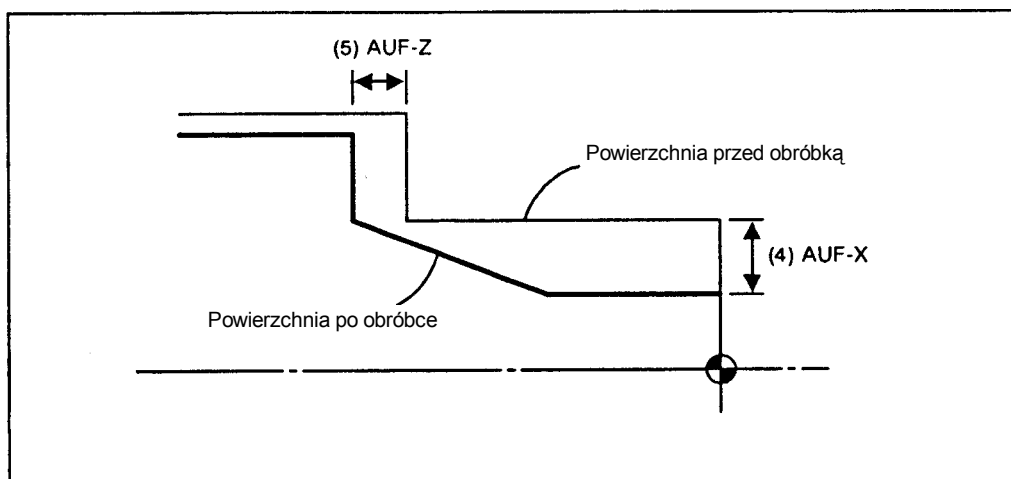 (5) AUF-Z
Powierzchnia przed obróbką
(4) AUF-X
Powierzchnia po obróbce